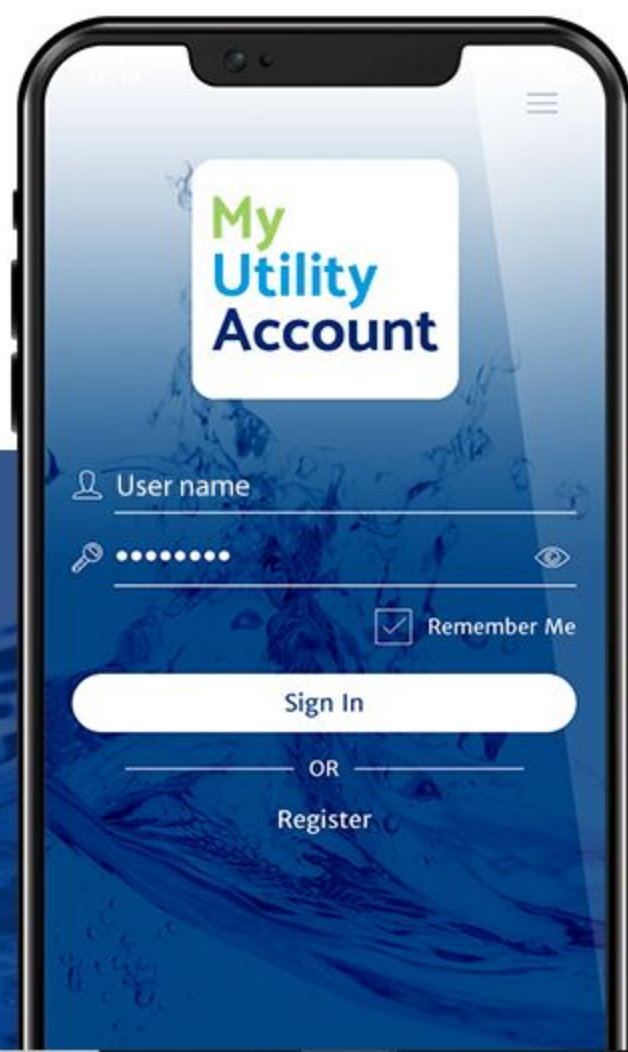 My
Utility
Account
User name
••••••••
Remember Me
Sign In
OR
Register